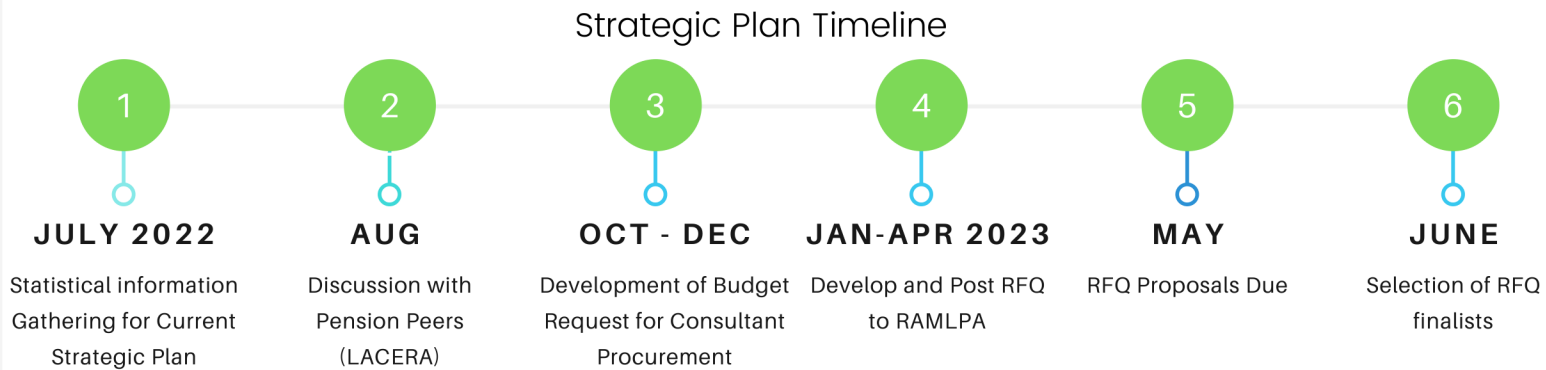 Strategic Plan Timeline
1
2
3
4
5
6
JULY 2022
Statistical information
Gathering for Current
Strategic Plan
AUG
Discussion with
Pension Peers
(LACERA)
OCT - DEC
Development of Budget
Request for Consultant
Procurement
JAN-APR 2023
Develop and Post RFQ
to RAMLPA
MAY
RFQ Proposals Due
JUNE
Selection of RFQ
finalists